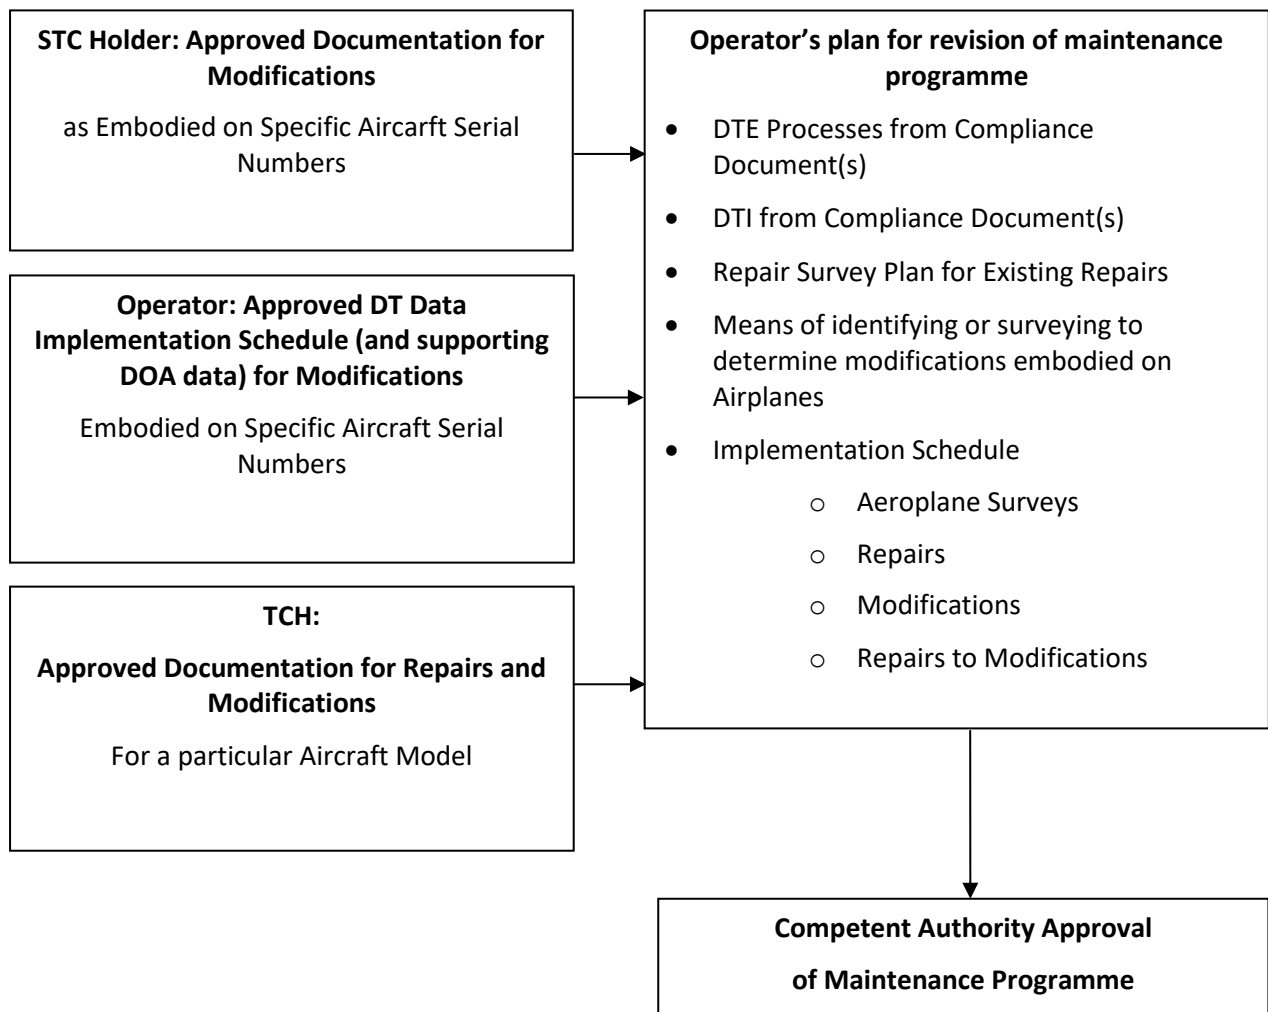 STC Holder: Approved Documentation for
Modifications
as Embodied on Specific Aircarft Serial
Numbers
Operator: Approved DT Data
Implementation Schedule (and supporting
DOA data) for Modifications
Embodied on Specific Aircraft Serial
Numbers
TCH:
Approved Documentation for Repairs and
Modifications
For a particular Aircraft Model
Operator’s plan for revision of maintenance
programme
• DTE Processes from Compliance
Document(s)
• DTI from Compliance Document(s)
• Repair Survey Plan for Existing Repairs
• Means of identifying or surveying to
determine modifications embodied on
Airplanes
• Implementation Schedule
o Aeroplane Surveys
o Repairs
o Modifications
o Repairs to Modifications
Competent Authority Approval
of Maintenance Programme